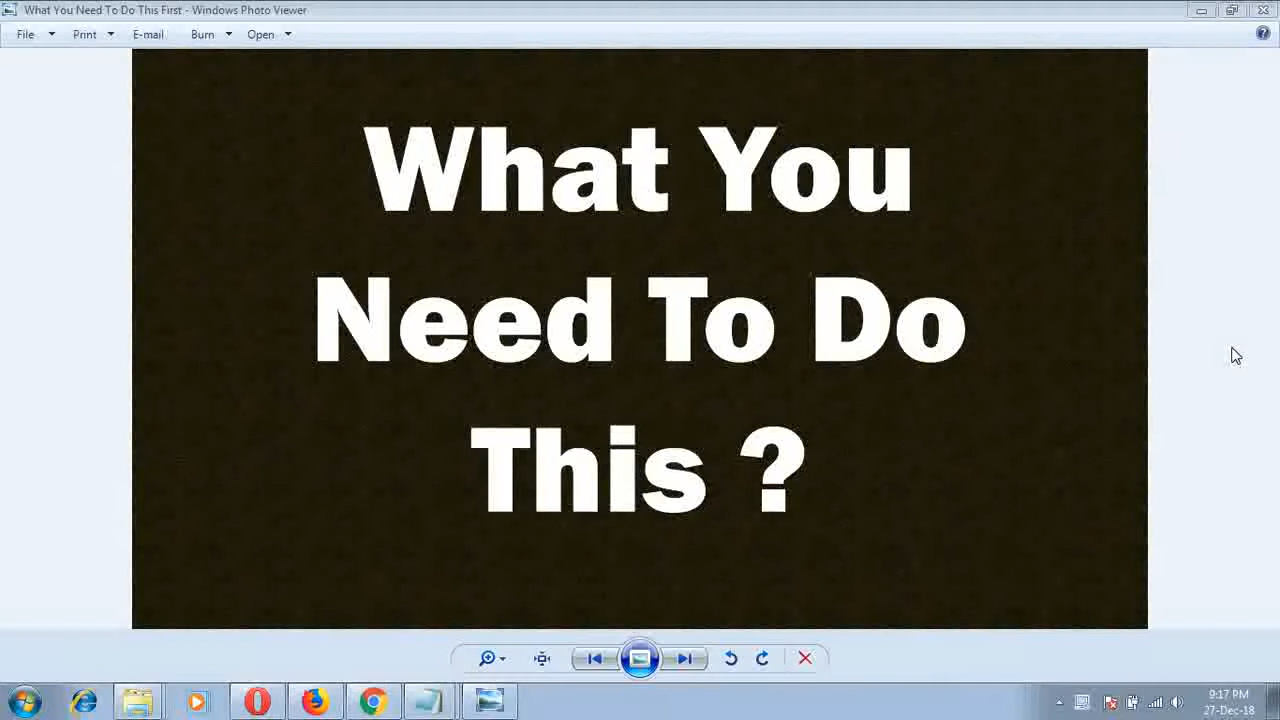 What You Need To Do This First - Windows Photo Viewer
File Print E-mail Burn Open
What You
Need To Do
This ?
9:17 PM
27-Dec-18